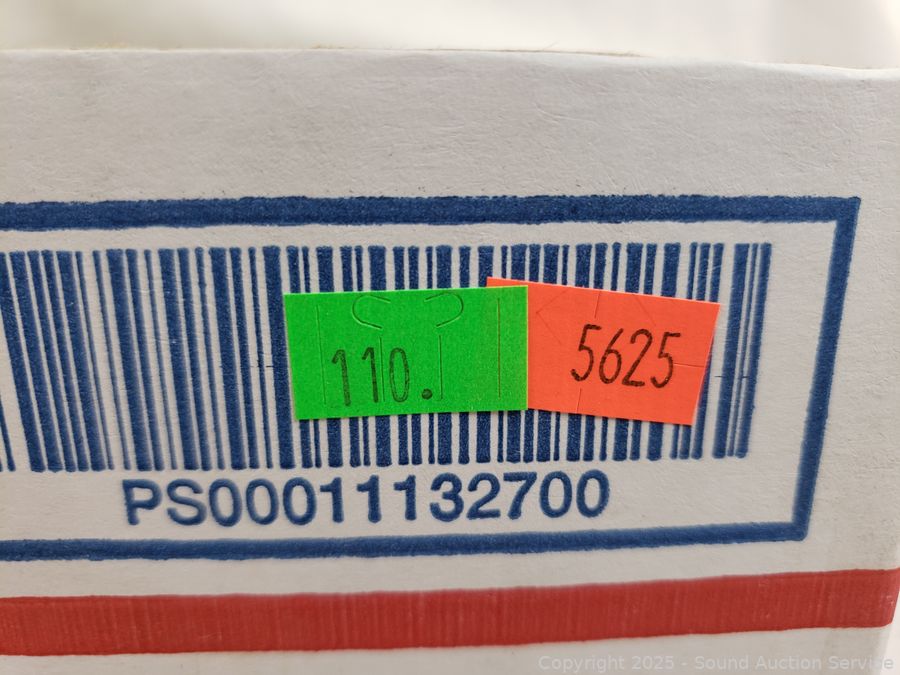 110.
5625
PS00011132700
Copyright 2025 - Sound Auction Service